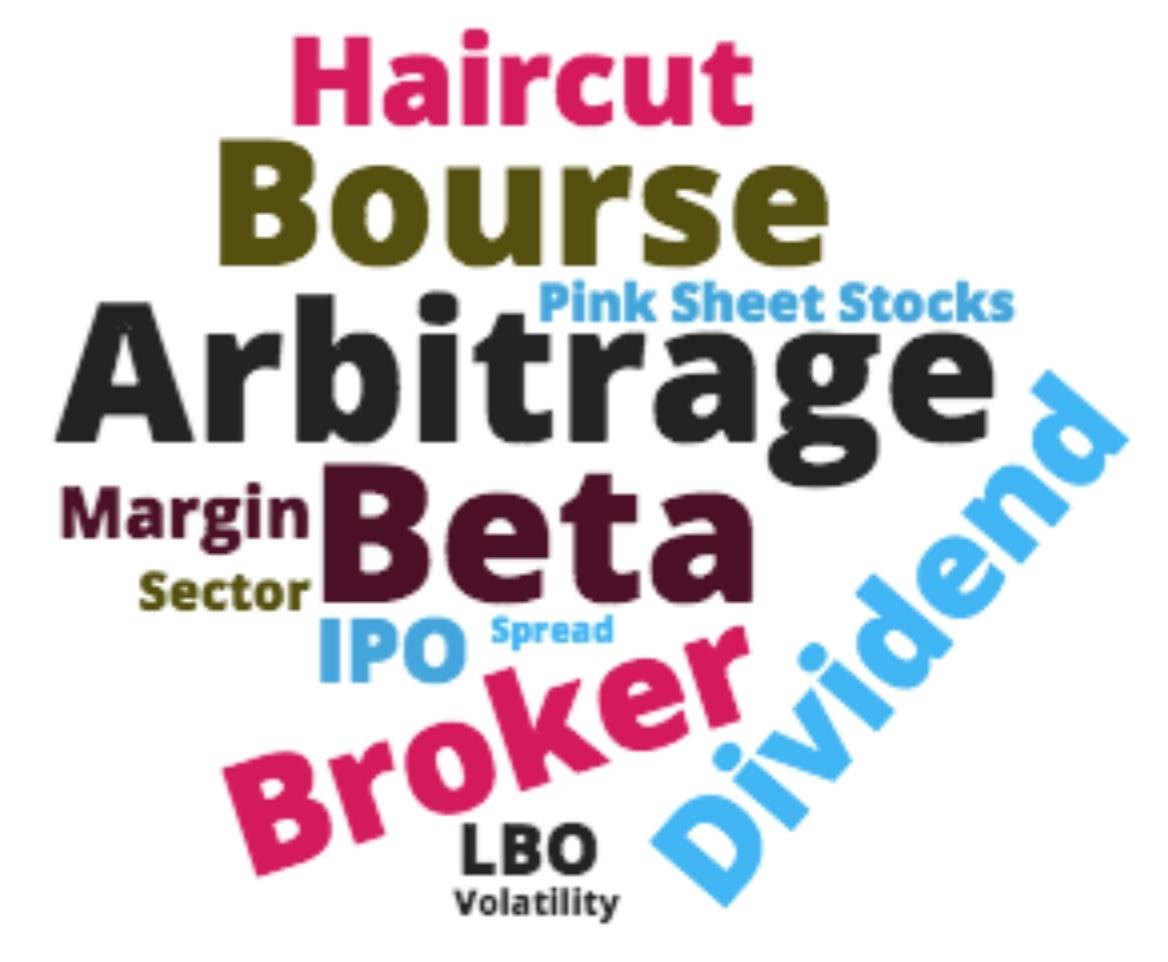 Haircut
Bourse
Pink Sheet Stocks
Arbitrage
Dividend
Margin
Beta
Sector
IPO
Spread
Broker
LBO
Volatility